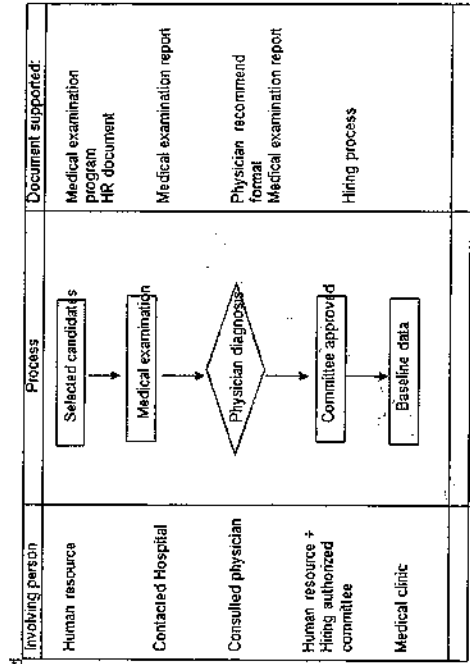 Involving person
Process
Document supported:
Human resource
Selected candidates
Medical examination
program
HR document
Contacted Hospital
Medical examination
Medical examination report
Consulted physician
Physician diagnosis
Physician recommend
formal
Medical examination report
Human resource +
Hiring authorized
committee
Committee approved
Hiring process
Medical clinic
Baseline data